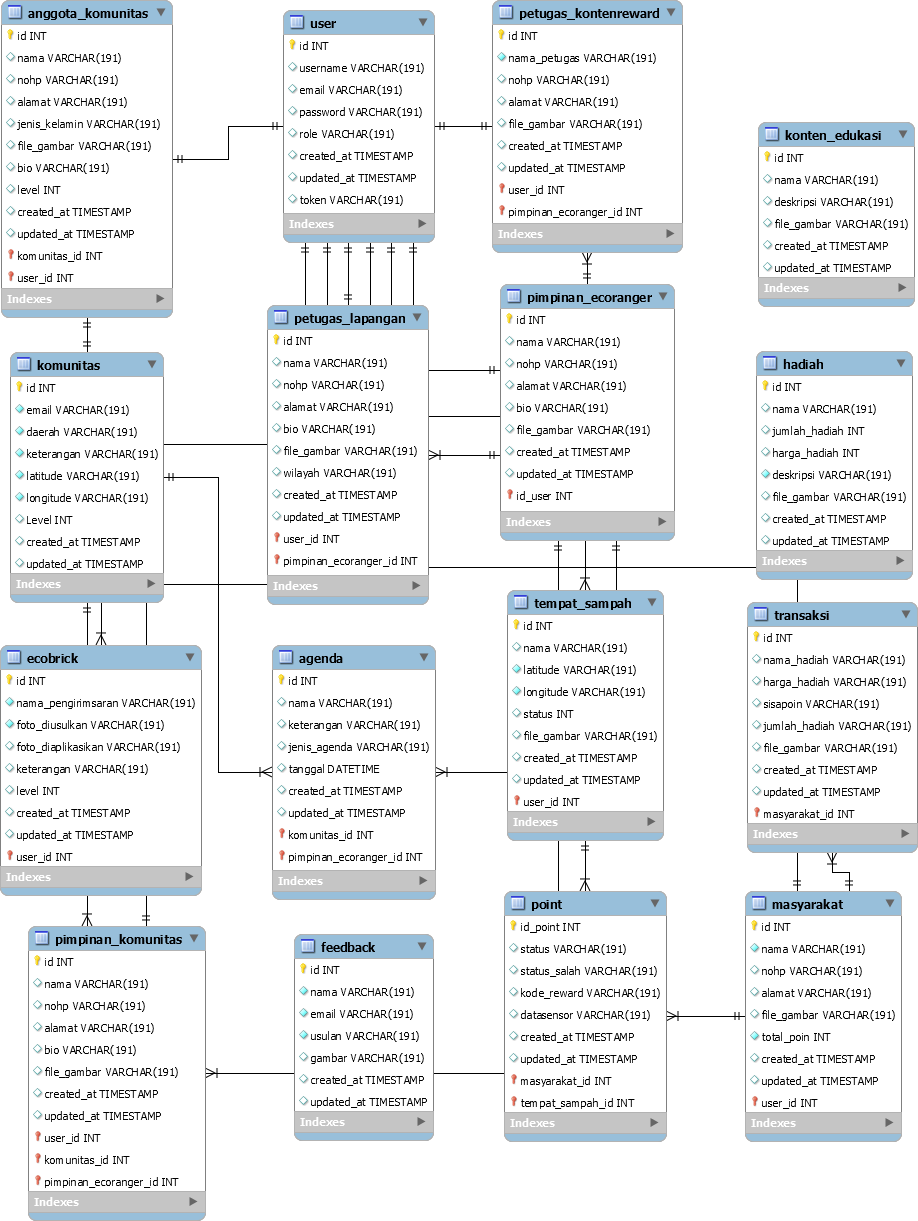 anggota_komunitas
id INT
nama VARCHAR(191)
nohp VARCHAR(191)
alamat VARCHAR(191)
jenis_kelamin VARCHAR(191)
file_gambar VARCHAR(191)
bio VARCHAR(191)
level INT
created_at TIMESTAMP
updated_at TIMESTAMP
komunitas_id INT
user_id INT
Indexes
user
id INT
username VARCHAR(191)
email VARCHAR(191)
password VARCHAR(191)
role VARCHAR(191)
created_at TIMESTAMP
updated_at TIMESTAMP
token VARCHAR(191)
Indexes
petugas_kontenreward
id INT
nama_petugas VARCHAR(191)
nohp VARCHAR(191)
alamat VARCHAR(191)
file_gambar VARCHAR(191)
created_at TIMESTAMP
updated_at TIMESTAMP
user_id INT
pimpinan_ecoranger_id INT
Indexes
konten_edukasi
id INT
nama VARCHAR(191)
deskripsi VARCHAR(191)
file_gambar VARCHAR(191)
created_at TIMESTAMP
updated_at TIMESTAMP
Indexes
komunitas
id INT
email VARCHAR(191)
daerah VARCHAR(191)
keterangan VARCHAR(191)
latitude VARCHAR(191)
longitude VARCHAR(191)
Level INT
created_at TIMESTAMP
updated_at TIMESTAMP
Indexes
petugas_lapangan
id INT
nama VARCHAR(191)
nohp VARCHAR(191)
alamat VARCHAR(191)
bio VARCHAR(191)
file_gambar VARCHAR(191)
wilayah VARCHAR(191)
created_at TIMESTAMP
updated_at TIMESTAMP
user_id INT
pimpinan_ecoranger_id INT
Indexes
pimpinan_ecoranger
id INT
nama VARCHAR(191)
nohp VARCHAR(191)
alamat VARCHAR(191)
bio VARCHAR(191)
file_gambar VARCHAR(191)
created_at TIMESTAMP
updated_at TIMESTAMP
id_user INT
Indexes
hadiah
id INT
nama VARCHAR(191)
jumlah_hadiah INT
harga_hadiah INT
deskripsi VARCHAR(191)
file_gambar VARCHAR(191)
created_at TIMESTAMP
updated_at TIMESTAMP
Indexes
ecobrick
id INT
nama_pengirimsaran VARCHAR(191)
foto_diusulkan VARCHAR(191)
foto_diaplikasikan VARCHAR(191)
keterangan VARCHAR(191)
level INT
created_at TIMESTAMP
updated_at TIMESTAMP
user_id INT
Indexes
agenda
id INT
nama VARCHAR(191)
keterangan VARCHAR(191)
jenis_agenda VARCHAR(191)
tanggal DATETIME
created_at TIMESTAMP
updated_at TIMESTAMP
komunitas_id INT
pimpinan_ecoranger_id INT
Indexes
tempat_sampah
id INT
nama VARCHAR(191)
latitude VARCHAR(191)
longitude VARCHAR(191)
status INT
file_gambar VARCHAR(191)
created_at TIMESTAMP
updated_at TIMESTAMP
user_id INT
Indexes
transaksi
id INT
nama_hadiah VARCHAR(191)
harga_hadiah VARCHAR(191)
sisapoin VARCHAR(191)
jumlah_hadiah VARCHAR(191)
file_gambar VARCHAR(191)
created_at TIMESTAMP
updated_at TIMESTAMP
masyarakat_id INT
Indexes
pimpinan_komunitas
id INT
nama VARCHAR(191)
nohp VARCHAR(191)
alamat VARCHAR(191)
bio VARCHAR(191)
file_gambar VARCHAR(191)
created_at TIMESTAMP
updated_at TIMESTAMP
user_id INT
komunitas_id INT
pimpinan_ecoranger_id INT
Indexes
feedback
id INT
nama VARCHAR(191)
email VARCHAR(191)
usulan VARCHAR(191)
gambar VARCHAR(191)
created_at TIMESTAMP
updated_at TIMESTAMP
Indexes
point
id_point INT
status VARCHAR(191)
status_salah VARCHAR(191)
kode_reward VARCHAR(191)
datasensor VARCHAR(191)
created_at TIMESTAMP
updated_at TIMESTAMP
masyarakat_id INT
tempat_sampah_id INT
Indexes
masyarakat
id INT
nama VARCHAR(191)
nohp VARCHAR(191)
alamat VARCHAR(191)
file_gambar VARCHAR(191)
total_poin INT
created_at TIMESTAMP
updated_at TIMESTAMP
user_id INT
Indexes